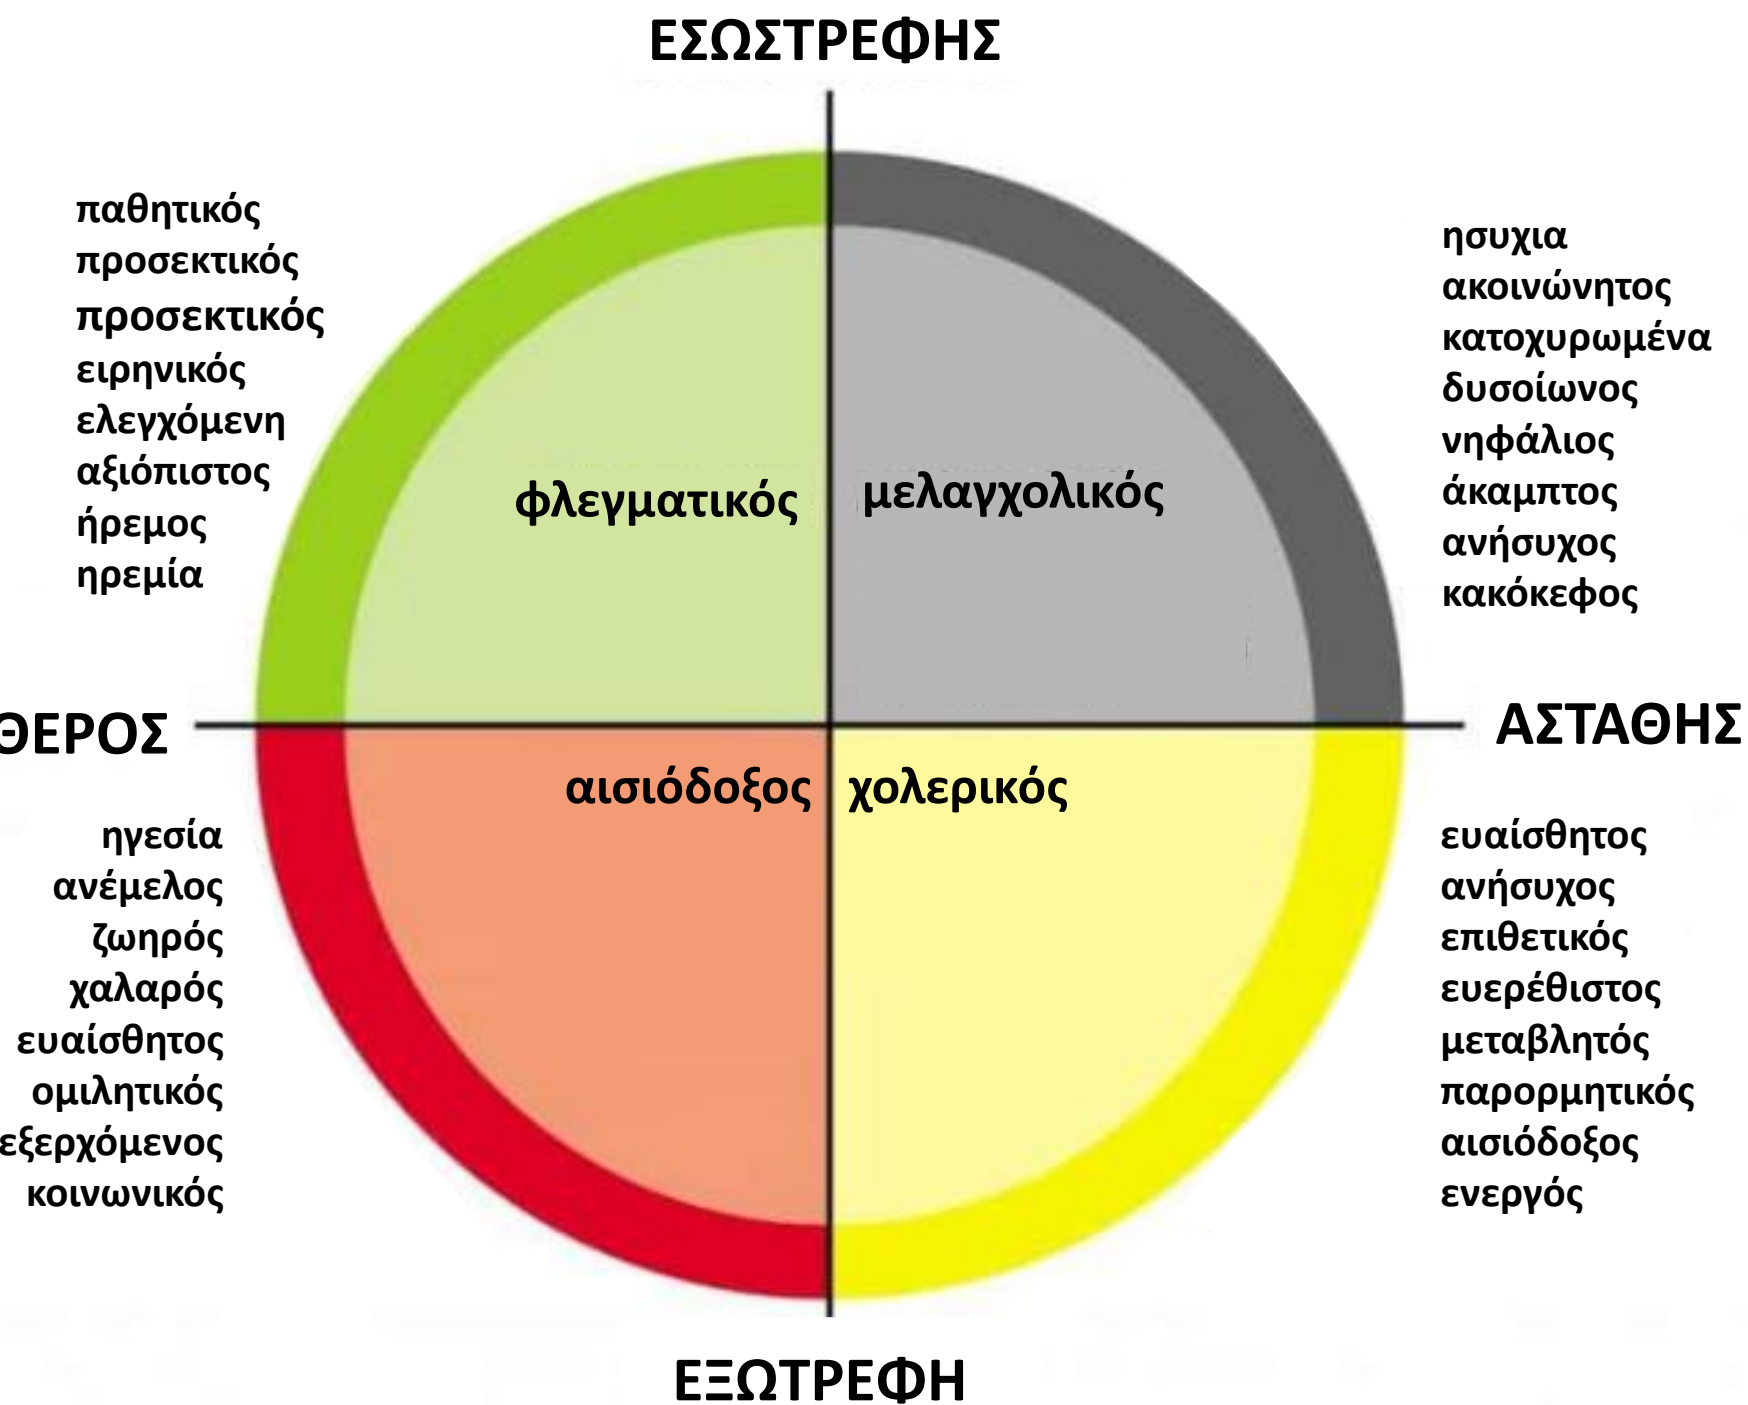 ΕΣΩΣΤΡΕΦΗΣ
παθητικός
προσεκτικός
προσεκτικός
ειρηνικός
ελεγχόμενη
αξιόπιστος
ήρεμος
ηρεμία
ησυχια
ακοινώνητος
κατοχυρωμένα
δυσοίωνος
νηφάλιος
άκαμπτος
ανήσυχος
κακόκεφος
φλεγματικός
μελαγχολικός
ΘΕΡΟΣ
ΑΣΤΑΘΗΣ
αισιόδοξος
χολερικός
ηγεσία
ανέμελος
ζωηρός
χαλαρός
ευαίσθητος
ομιλητικός
εξερχόμενος
κοινωνικός
ευαίσθητος
ανήσυχος
επιθετικός
ευερέθιστος
μεταβλητός
παρορμητικός
αισιόδοξος
ενεργός
ΕΞΩΤΡΕΦΗ